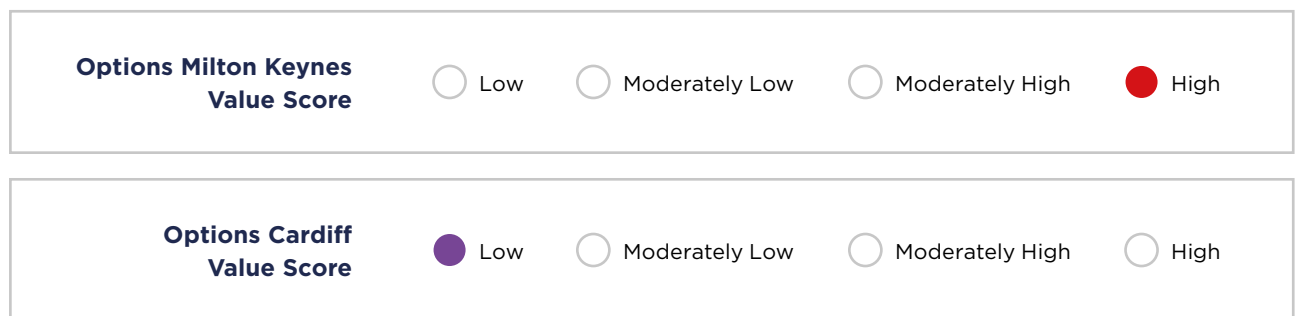 Options Milton Keynes
Value Score
Low Moderately Low Moderately High High
Options Cardiff
Value Score
Low Moderately Low Moderately High High